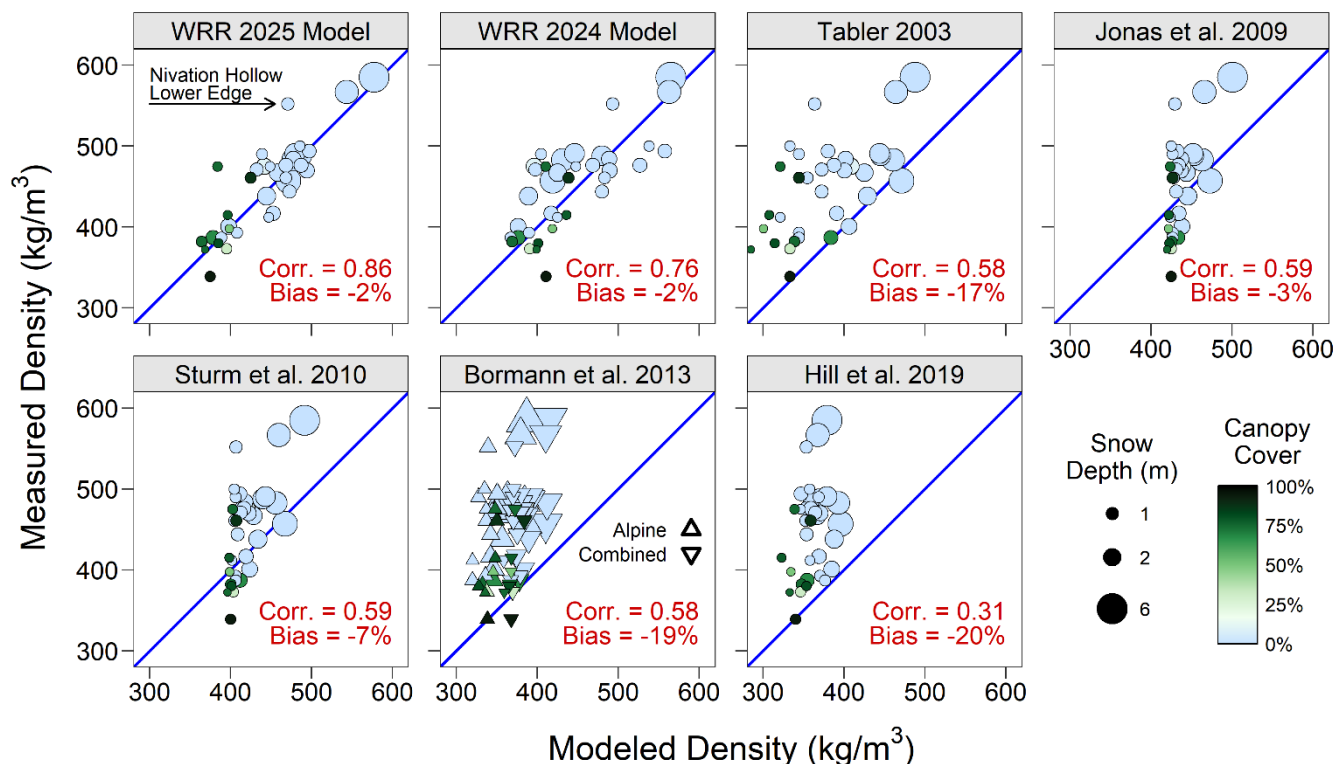 WRR 2025 Model
WRR 2024 Model
Tabler 2003
Jonas et al. 2009
Measured Density (kg/m³)
600
500
400
300
Nivation Hollow
Lower Edge
Corr. = 0.86
Bias = -2%
Corr. = 0.76
Bias = -2%
Corr. = 0.58
Bias = -17%
Corr. = 0.59
Bias = -3%
300 400 500 600
Sturm et al. 2010
Bormann et al. 2013
Hill et al. 2019
600
500
400
300
Corr. = 0.59
Bias = -7%
Alpine
Combined
Corr. = 0.58
Bias = -19%
Corr. = 0.31
Bias = -20%
300 400 500 600
300 400 500 600
300 400 500 600
Snow
Depth (m)
1
2
6
Canopy
Cover
100%
75%
50%
25%
0%
Modeled Density (kg/m³)